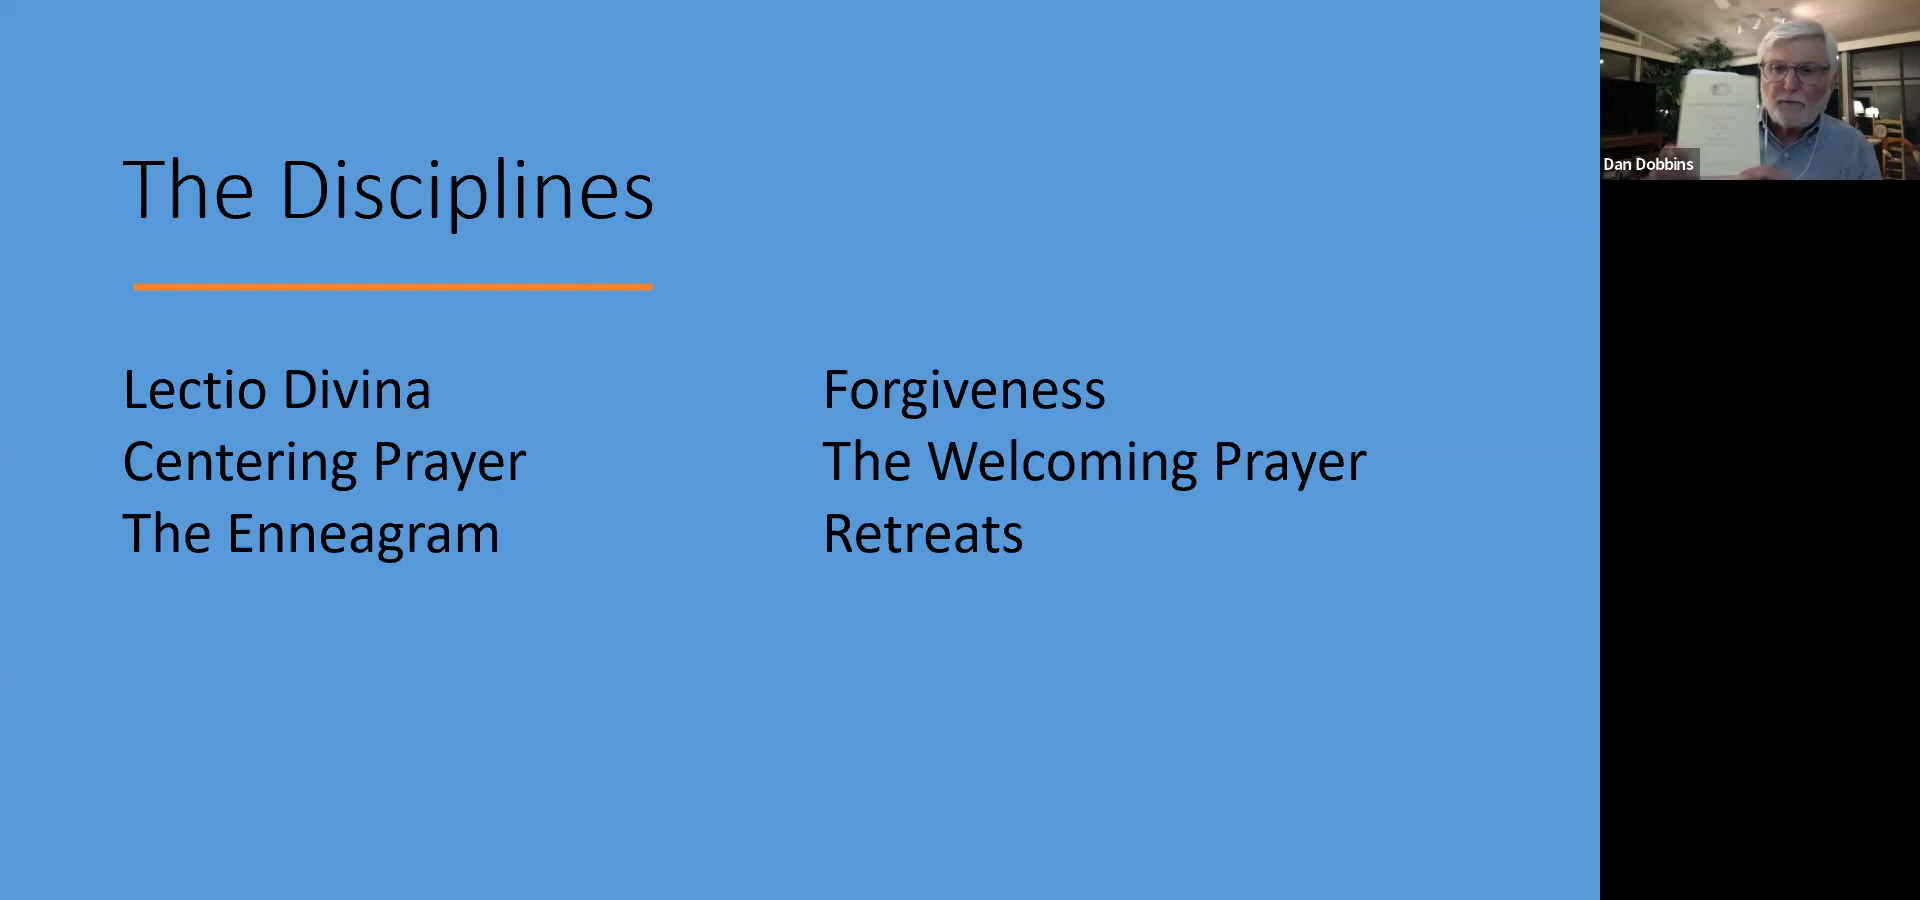 The Disciplines
Lectio Divina
Centering Prayer
The Enneagram
Forgiveness
The Welcoming Prayer
Retreats
Dan Dobbins